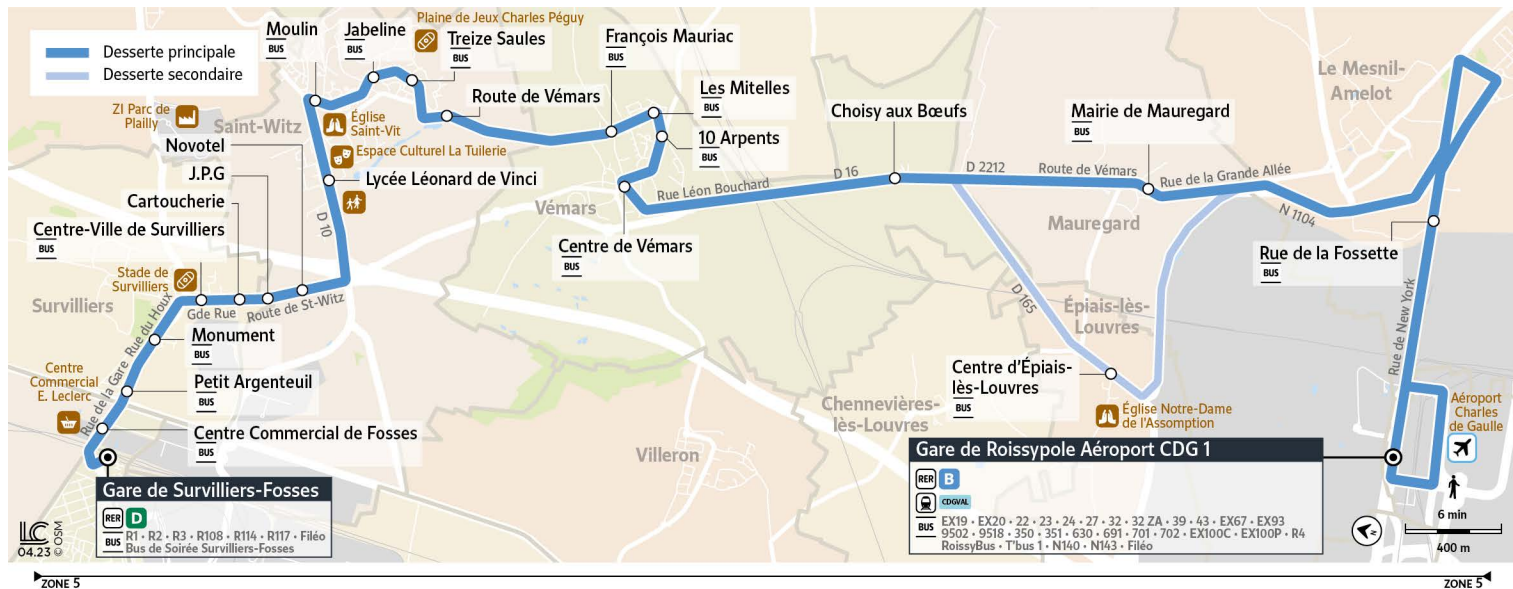 Desserte principale
Desserte secondaire
Moulin
BUS
Jabeline
BUS
Plaine de Jeux Charles Péguy
Treize Saules
BUS
Route de Vémars
François Mauriac
BUS
Les Mitelles
BUS
10 Arpents
BUS
Choisy aux Bœufs
Mairie de Mauregard
BUS
Le Mesnil-
Amelot
ZI Parc de
Plailly
Saint-Witz
Église
Saint-Vit
Espace Culturel La Tuilerie
Novotel
J.P.G
Cartoucherie
Centre-Ville de Survilliers
BUS
Lycée Léonard de Vinci
D 10
Vémars
Centre de Vémars
BUS
Rue Léon Bouchard
D 16
D 2212
Route de Vémars
Rue de la Grande Allée
N 1104
Mauregard
Rue de la Fossette
BUS
Rue de New York
Stade de
Survilliers
Survilliers
Gde Rue
Route de St-Witz
Rue du Houx
Monument
BUS
Centre
Commercial
E. Leclerc
Rue de la Gare
Petit Argenteuil
BUS
Centre Commercial de Fosses
BUS
D 165
Épiais-lès-
Louvres
Centre d'Épiais-
lès-Louvres
BUS
Église Notre-Dame
de l'Assomption
Chennevières-
lès-Louvres
Villeron
Aéroport
Charles
de Gaulle
Gare de Survilliers-Fosses
RER D
BUS R1 • R2 • R3 • R108 • R114 • R117 • Filéo
Bus de Soirée Survilliers-Fosses
Gare de Roissypole Aéroport CDG 1
RER B
CDGVAL
BUS EX19 • EX20 • 22 • 23 • 24 • 27 • 32 • 32 ZA • 39 • 43 • EX67 • EX93
9502 • 9518 • 350 • 351 • 630 • 691 • 701 • 702 • EX100C • EX100P • R4
RoissyBus • T'bus 1 • N140 • N143 • Filéo
6 min
400 m
N
LC
04.23 © OSM
ZONE 5
ZONE 5